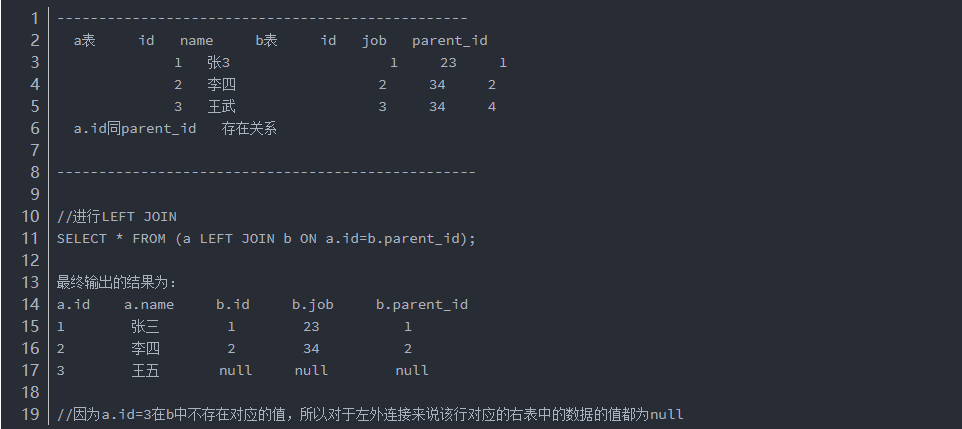 1 -------------------------------------------------
2 a表 id name b表 id job parent_id
3 1 张3 1 23 1
4 2 李四 2 34 2
5 3 王武 3 34 4
6 a.id同parent_id 存在关系
7
8 --------------------------------------------------
9
10 //进行LEFT JOIN
11 SELECT * FROM (a LEFT JOIN b ON a.id=b.parent_id);
12
13 最终输出的结果为:
14 a.id a.name b.id b.job b.parent_id
15 1 张三 1 23 1
16 2 李四 2 34 2
17 3 王五 null null null
18
19 //因为a.id=3在b中不存在对应的值，所以对于左外连接来说该行对应的右表中的数据的值都为null